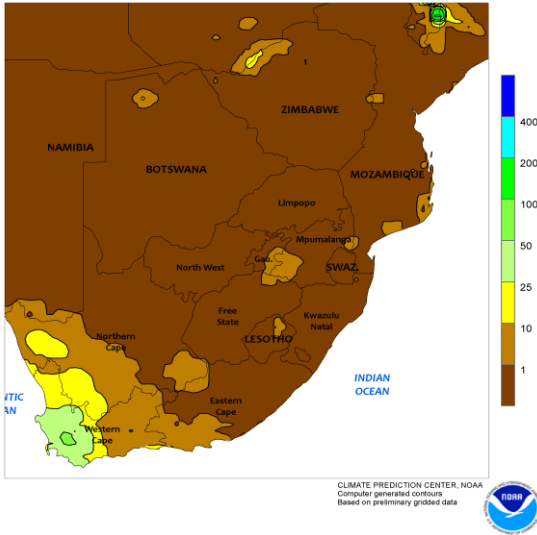 ZIMBABWE
NAMIBIA
BOTSWANA
MOZAMBIQUE
Limpopo
Mpumalanga
Gau.
North West
SWAZ.
Free
State
Kwazulu
Natal
LESOTHO
Northern
Cape
Eastern
Cape
Western
Cape
NTIC
AN
INDIAN
OCEAN
400
200
100
50
25
10
1
CLIMATE PREDICTION CENTER, NOAA
Computer generated contours
Based on preliminary gridded data
NOAA